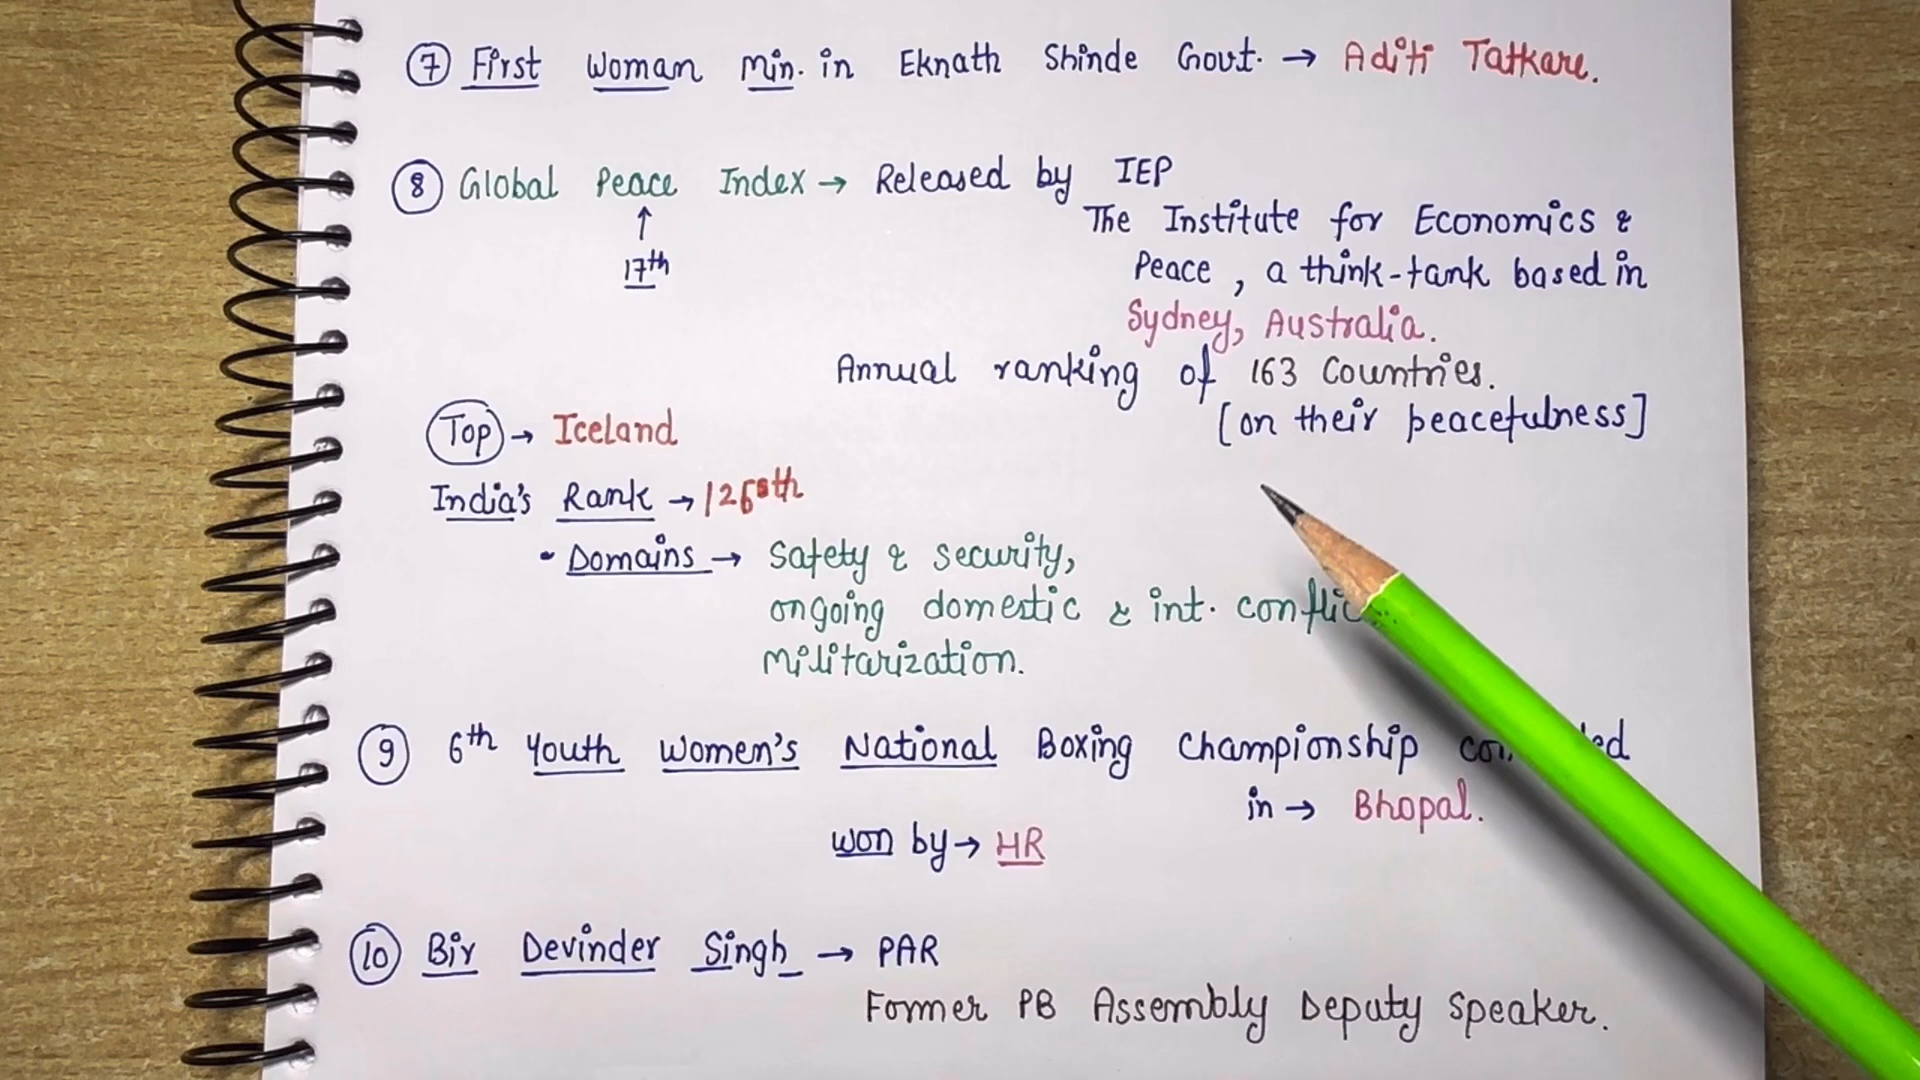 7 First Woman Min. in Eknath Shinde Govt. → Aditi Tatkare.
8 Global Peace Index → Released by IEP
↑
17th
The Institute for Economics &
Peace, a think-tank based in
Sydney, Australia.
Annual ranking of 163 Countries.
[on their peacefulness]
Top → Iceland
India's Rank → 126th
• Domains → Safety & security,
ongoing domestic & int.
militarization.
9 6th Youth Women's National Boxing Championship
in → Bhopal.
won by → HR
10 Bir Devinder Singh → PAR
Former PB Assembly Deputy Speaker.